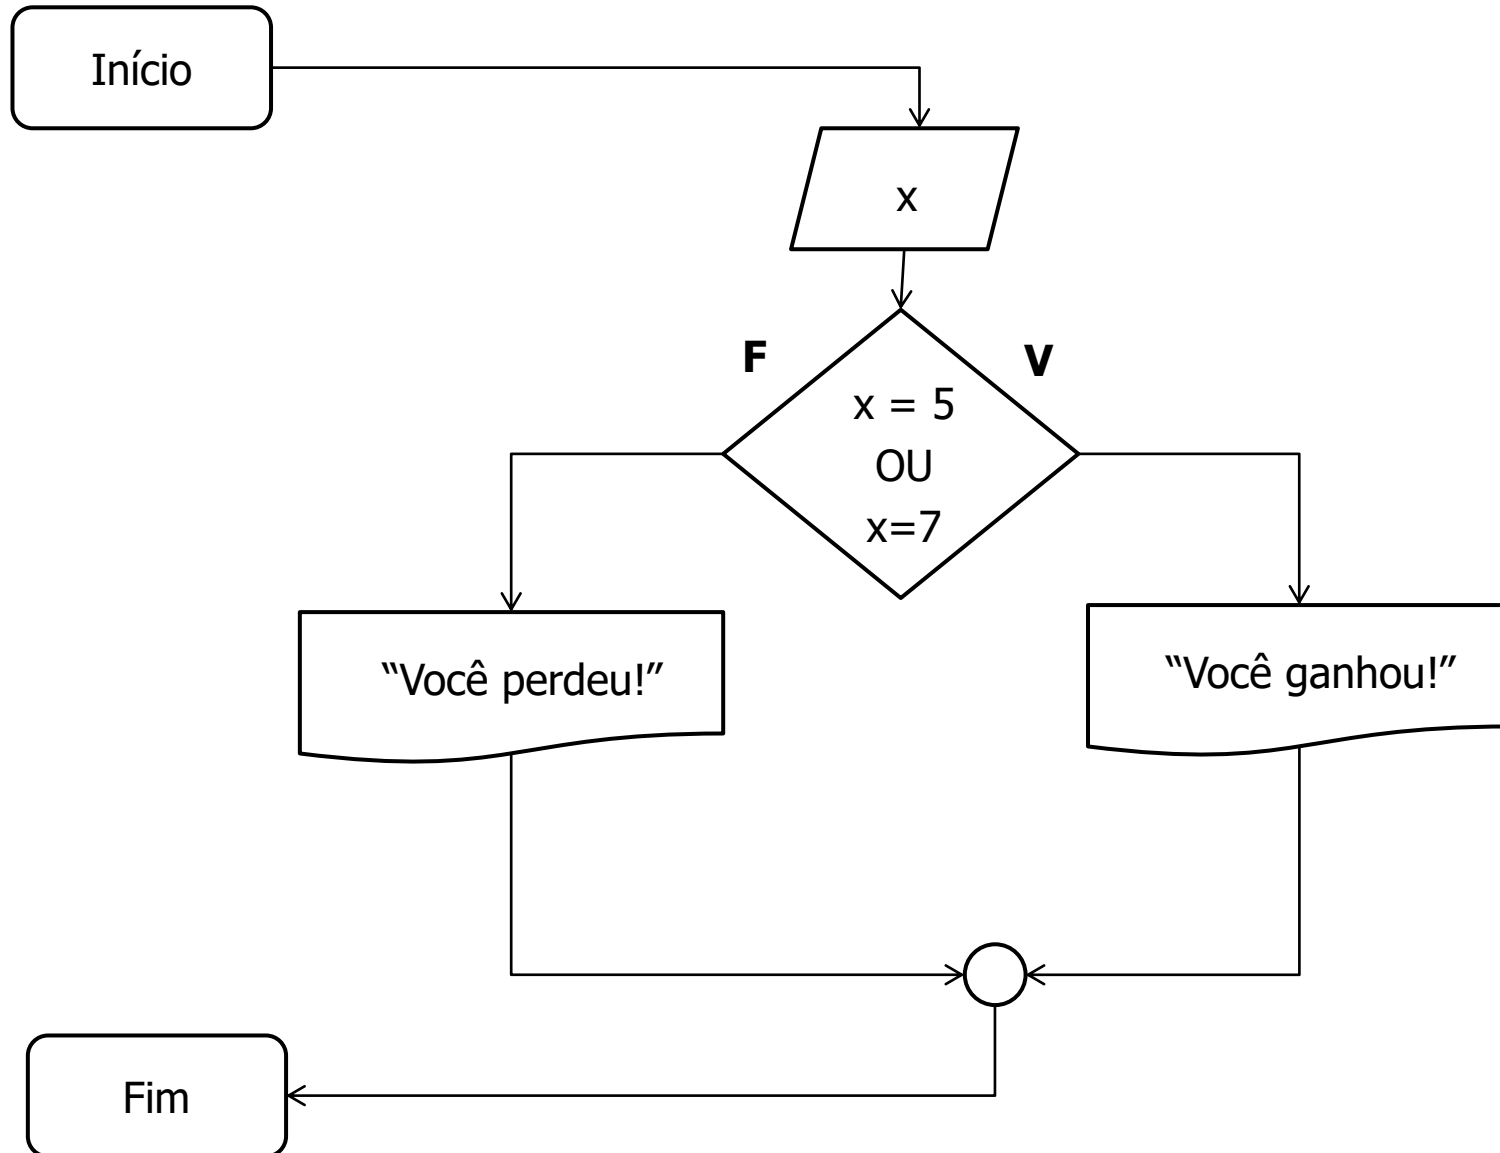 Início
x
F
V
x = 5
OU
x=7
“Você perdeu!”
“Você ganhou!”
Fim